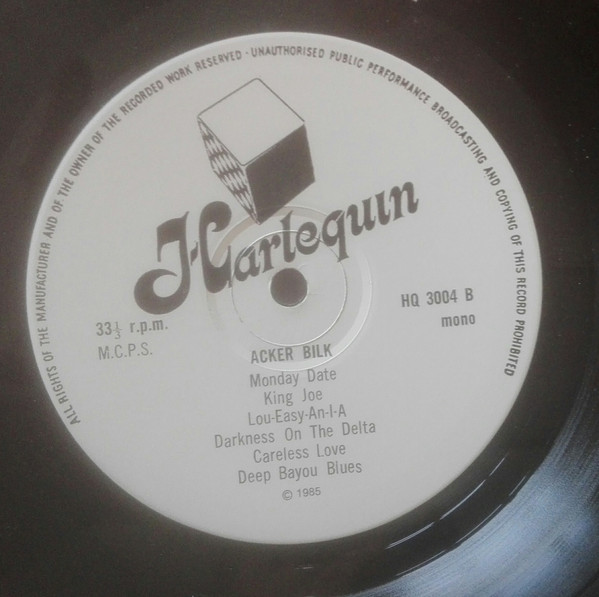 ALL RIGHTS OF THE MANUFACTURER AND OF THE OWNER OF THE RECORDED WORK RESERVED · UNAUTHORISED PUBLIC PERFORMANCE BROADCASTING AND COPYING OF THIS RECORD PROHIBITED
Harlequin
33⅓ r.p.m.
M.C.P.S.
HQ 3004 B
mono
ACKER BILK
Monday Date
King Joe
Lou-Easy-An-I-A
Darkness On The Delta
Careless Love
Deep Bayou Blues
© 1985